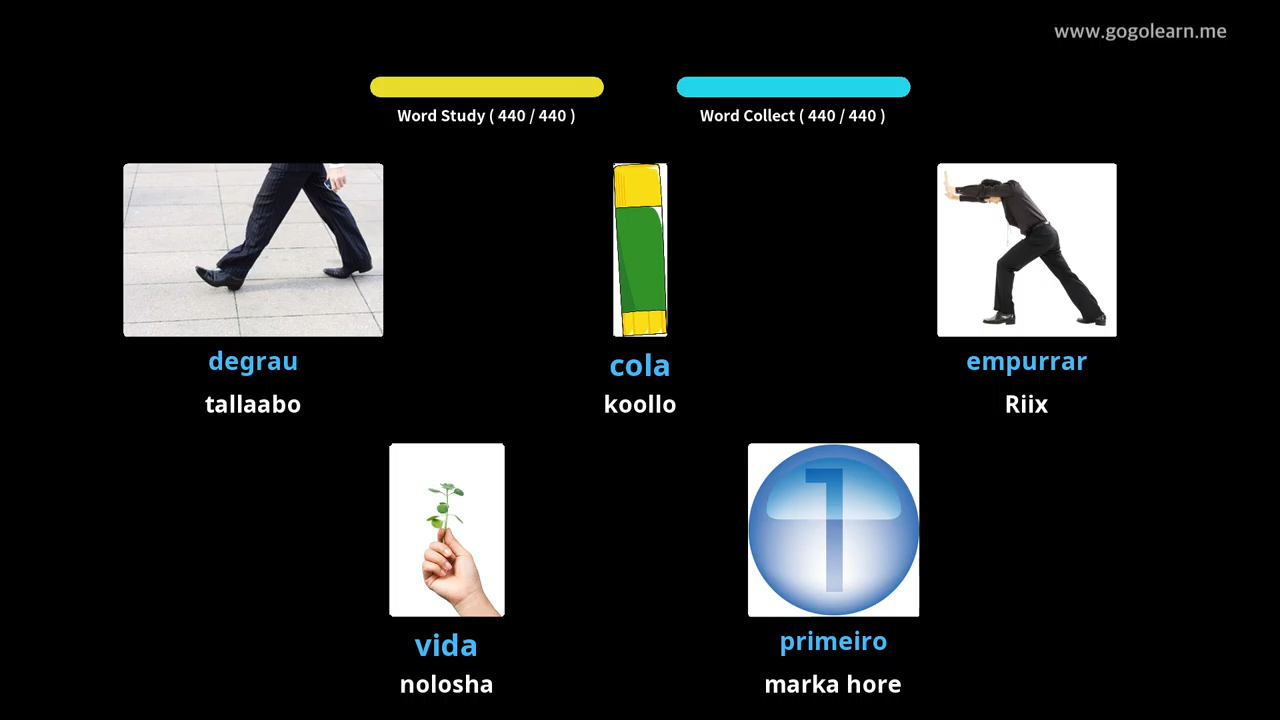 www.gogolearn.me
Word Study ( 440 / 440 )
Word Collect ( 440 / 440 )
degrau
tallaabo
cola
koollo
empurrar
Riix
vida
nolosha
1
primeiro
marka hore